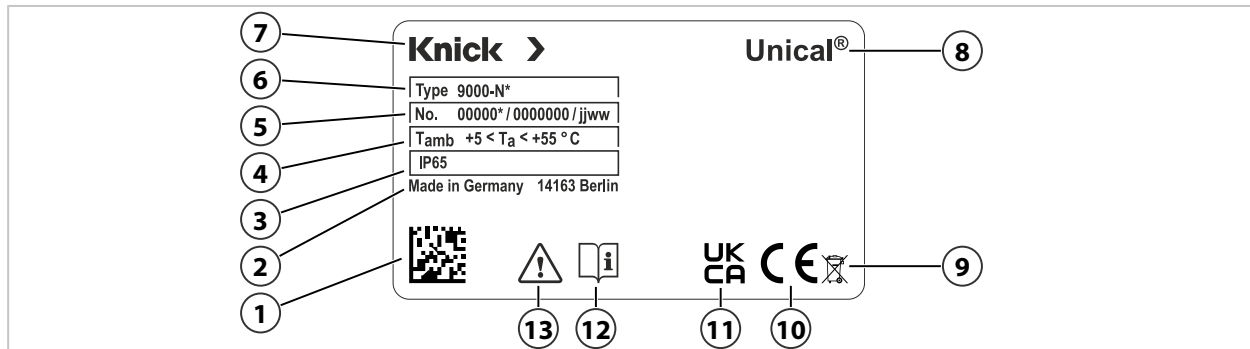 7 Knick Unical® 8
6 Type 9000-N*
5 No. 00000*/0000000/jjww
4 Tamb +5 < Ta < +55 °C
3 IP65
2 Made in Germany 14163 Berlin
1 i UK CA CE 9
13 12 11 10